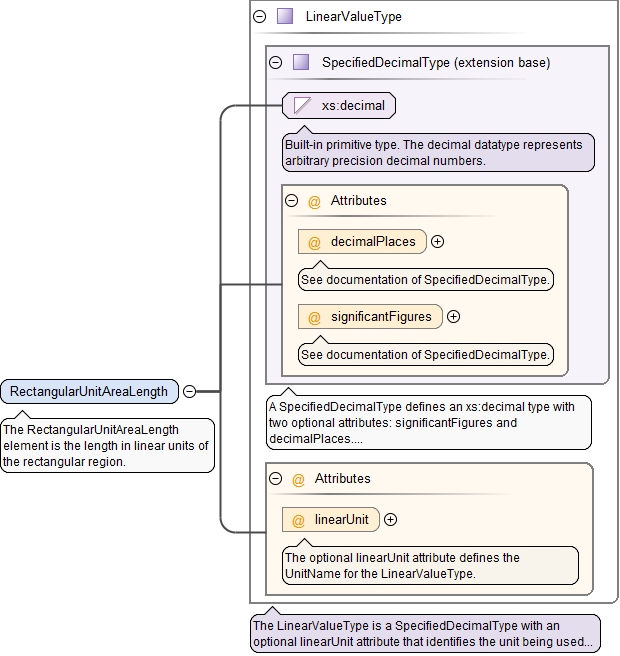 LinearValueType
SpecifiedDecimalType (extension base)
xs:decimal
Built-in primitive type. The decimal datatype represents
arbitrary precision decimal numbers.
@ Attributes
@ decimalPlaces
See documentation of SpecifiedDecimalType.
@ significantFigures
See documentation of SpecifiedDecimalType.
RectangularUnitAreaLength
The RectangularUnitAreaLength
element is the length in linear units of
the rectangular region.
A SpecifiedDecimalType defines an xs:decimal type with
two optional attributes: significantFigures and
decimalPlaces....
@ Attributes
@ linearUnit
The optional linearUnit attribute defines the
UnitName for the LinearValueType.
The LinearValueType is a SpecifiedDecimalType with an
optional linearUnit attribute that identifies the unit being used...